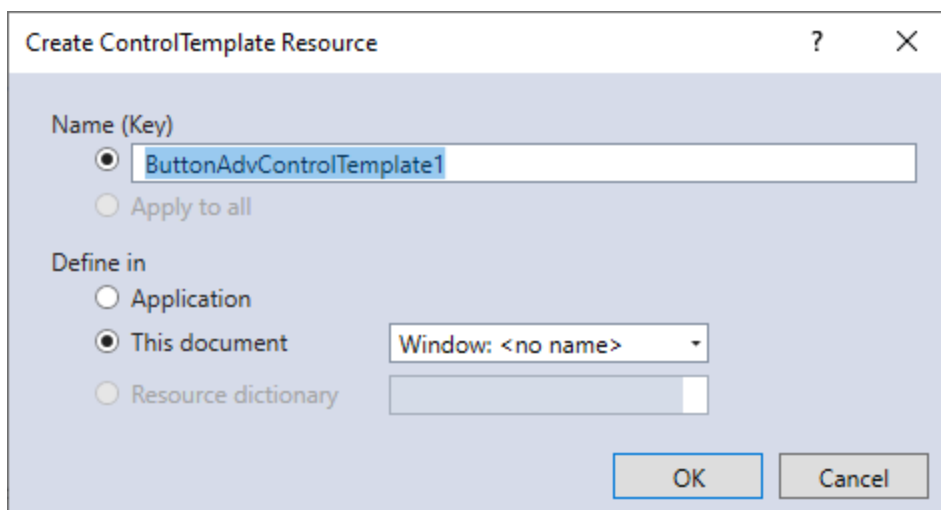 Create ControlTemplate Resource
Name (Key)
ButtonAdvControlTemplate1
Apply to all
Define in
Application
This document Window: <no name>
Resource dictionary
OK Cancel